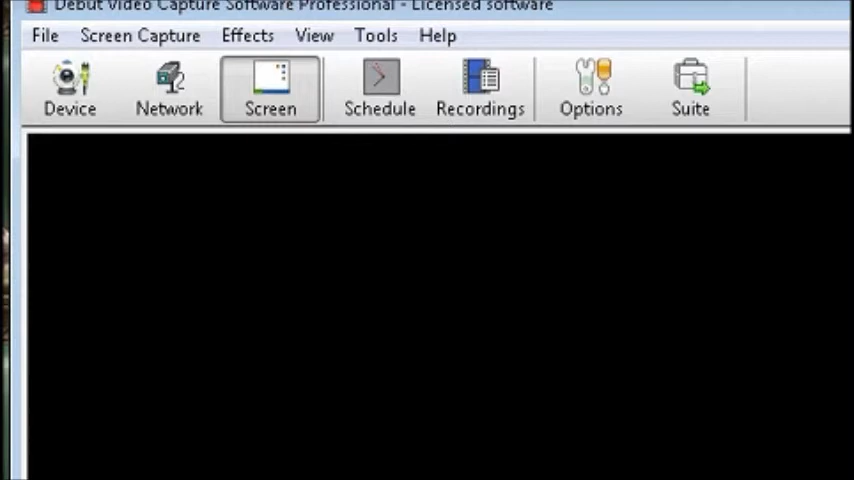 Debut Video Capture Software Professional - Licensed software
File Screen Capture Effects View Tools Help
Device Network Screen Schedule Recordings Options Suite